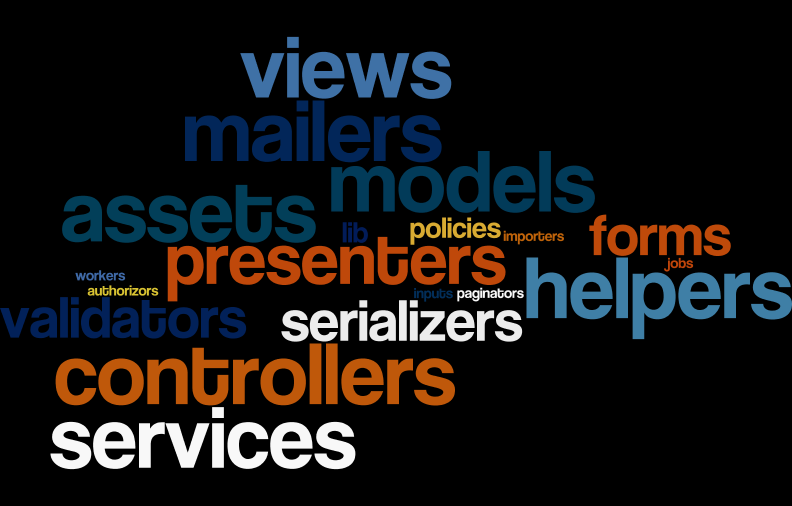 views
mailers
models
assets
lib
policies
importers
forms
presenters
jobs
helpers
workers
authorizors
inputs
paginators
validators
serializers
controllers
services